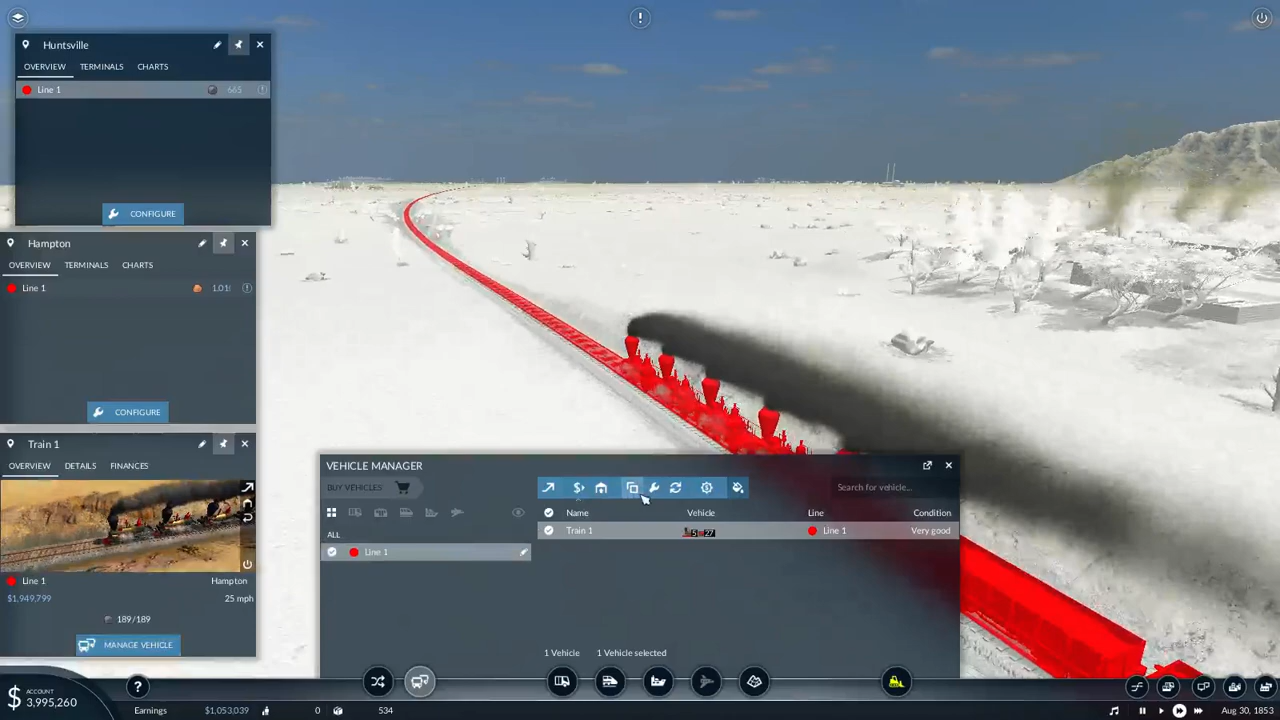 Huntsville
OVERVIEW TERMINALS CHARTS
Line 1 665
CONFIGURE
Hampton
OVERVIEW TERMINALS CHARTS
Line 1
CONFIGURE
Train 1
OVERVIEW DETAILS FINANCES
Line 1 Hampton
$1,949,799 25 mph
189/189
MANAGE VEHICLE
VEHICLE MANAGER
BUY VEHICLES
Search for vehicle...
Name Vehicle Line Condition
Train 1 5 27 Line 1 Very good
ALL
Line 1
1 Vehicle 1 Vehicle selected
$ ACCOUNT
3,995,260
?
Earnings $1,053,039 0 534
Aug 30, 1853